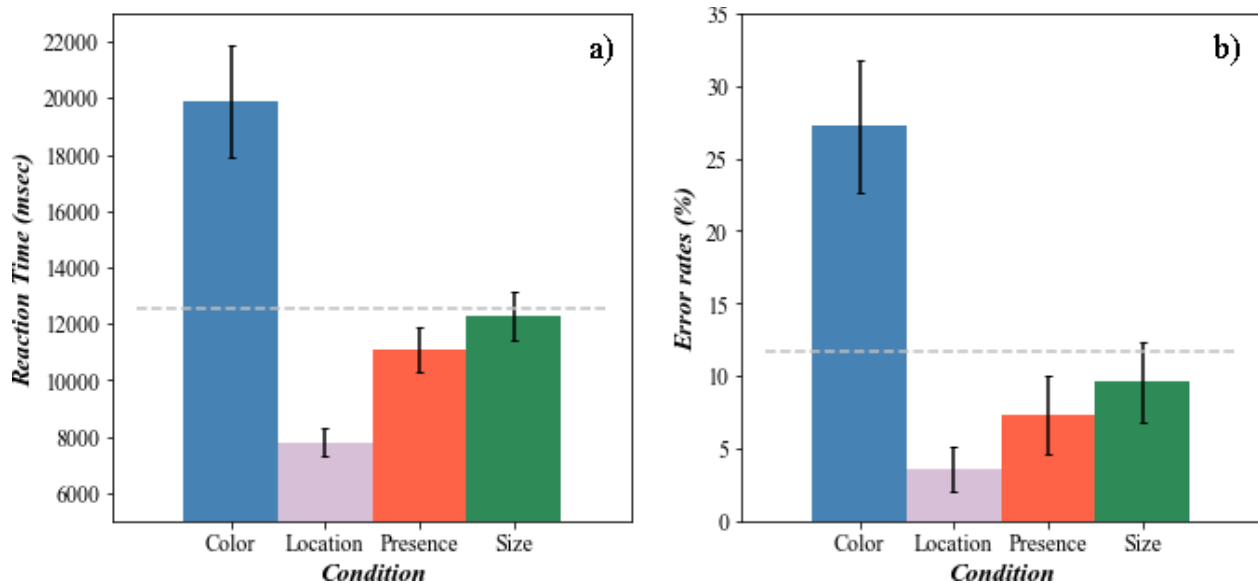 a)
Reaction Time (msec)
22000
20000
18000
16000
14000
12000
10000
8000
6000
Color Location Presence Size
Condition
b)
Error rates (%)
35
30
25
20
15
10
5
0
Color Location Presence Size
Condition